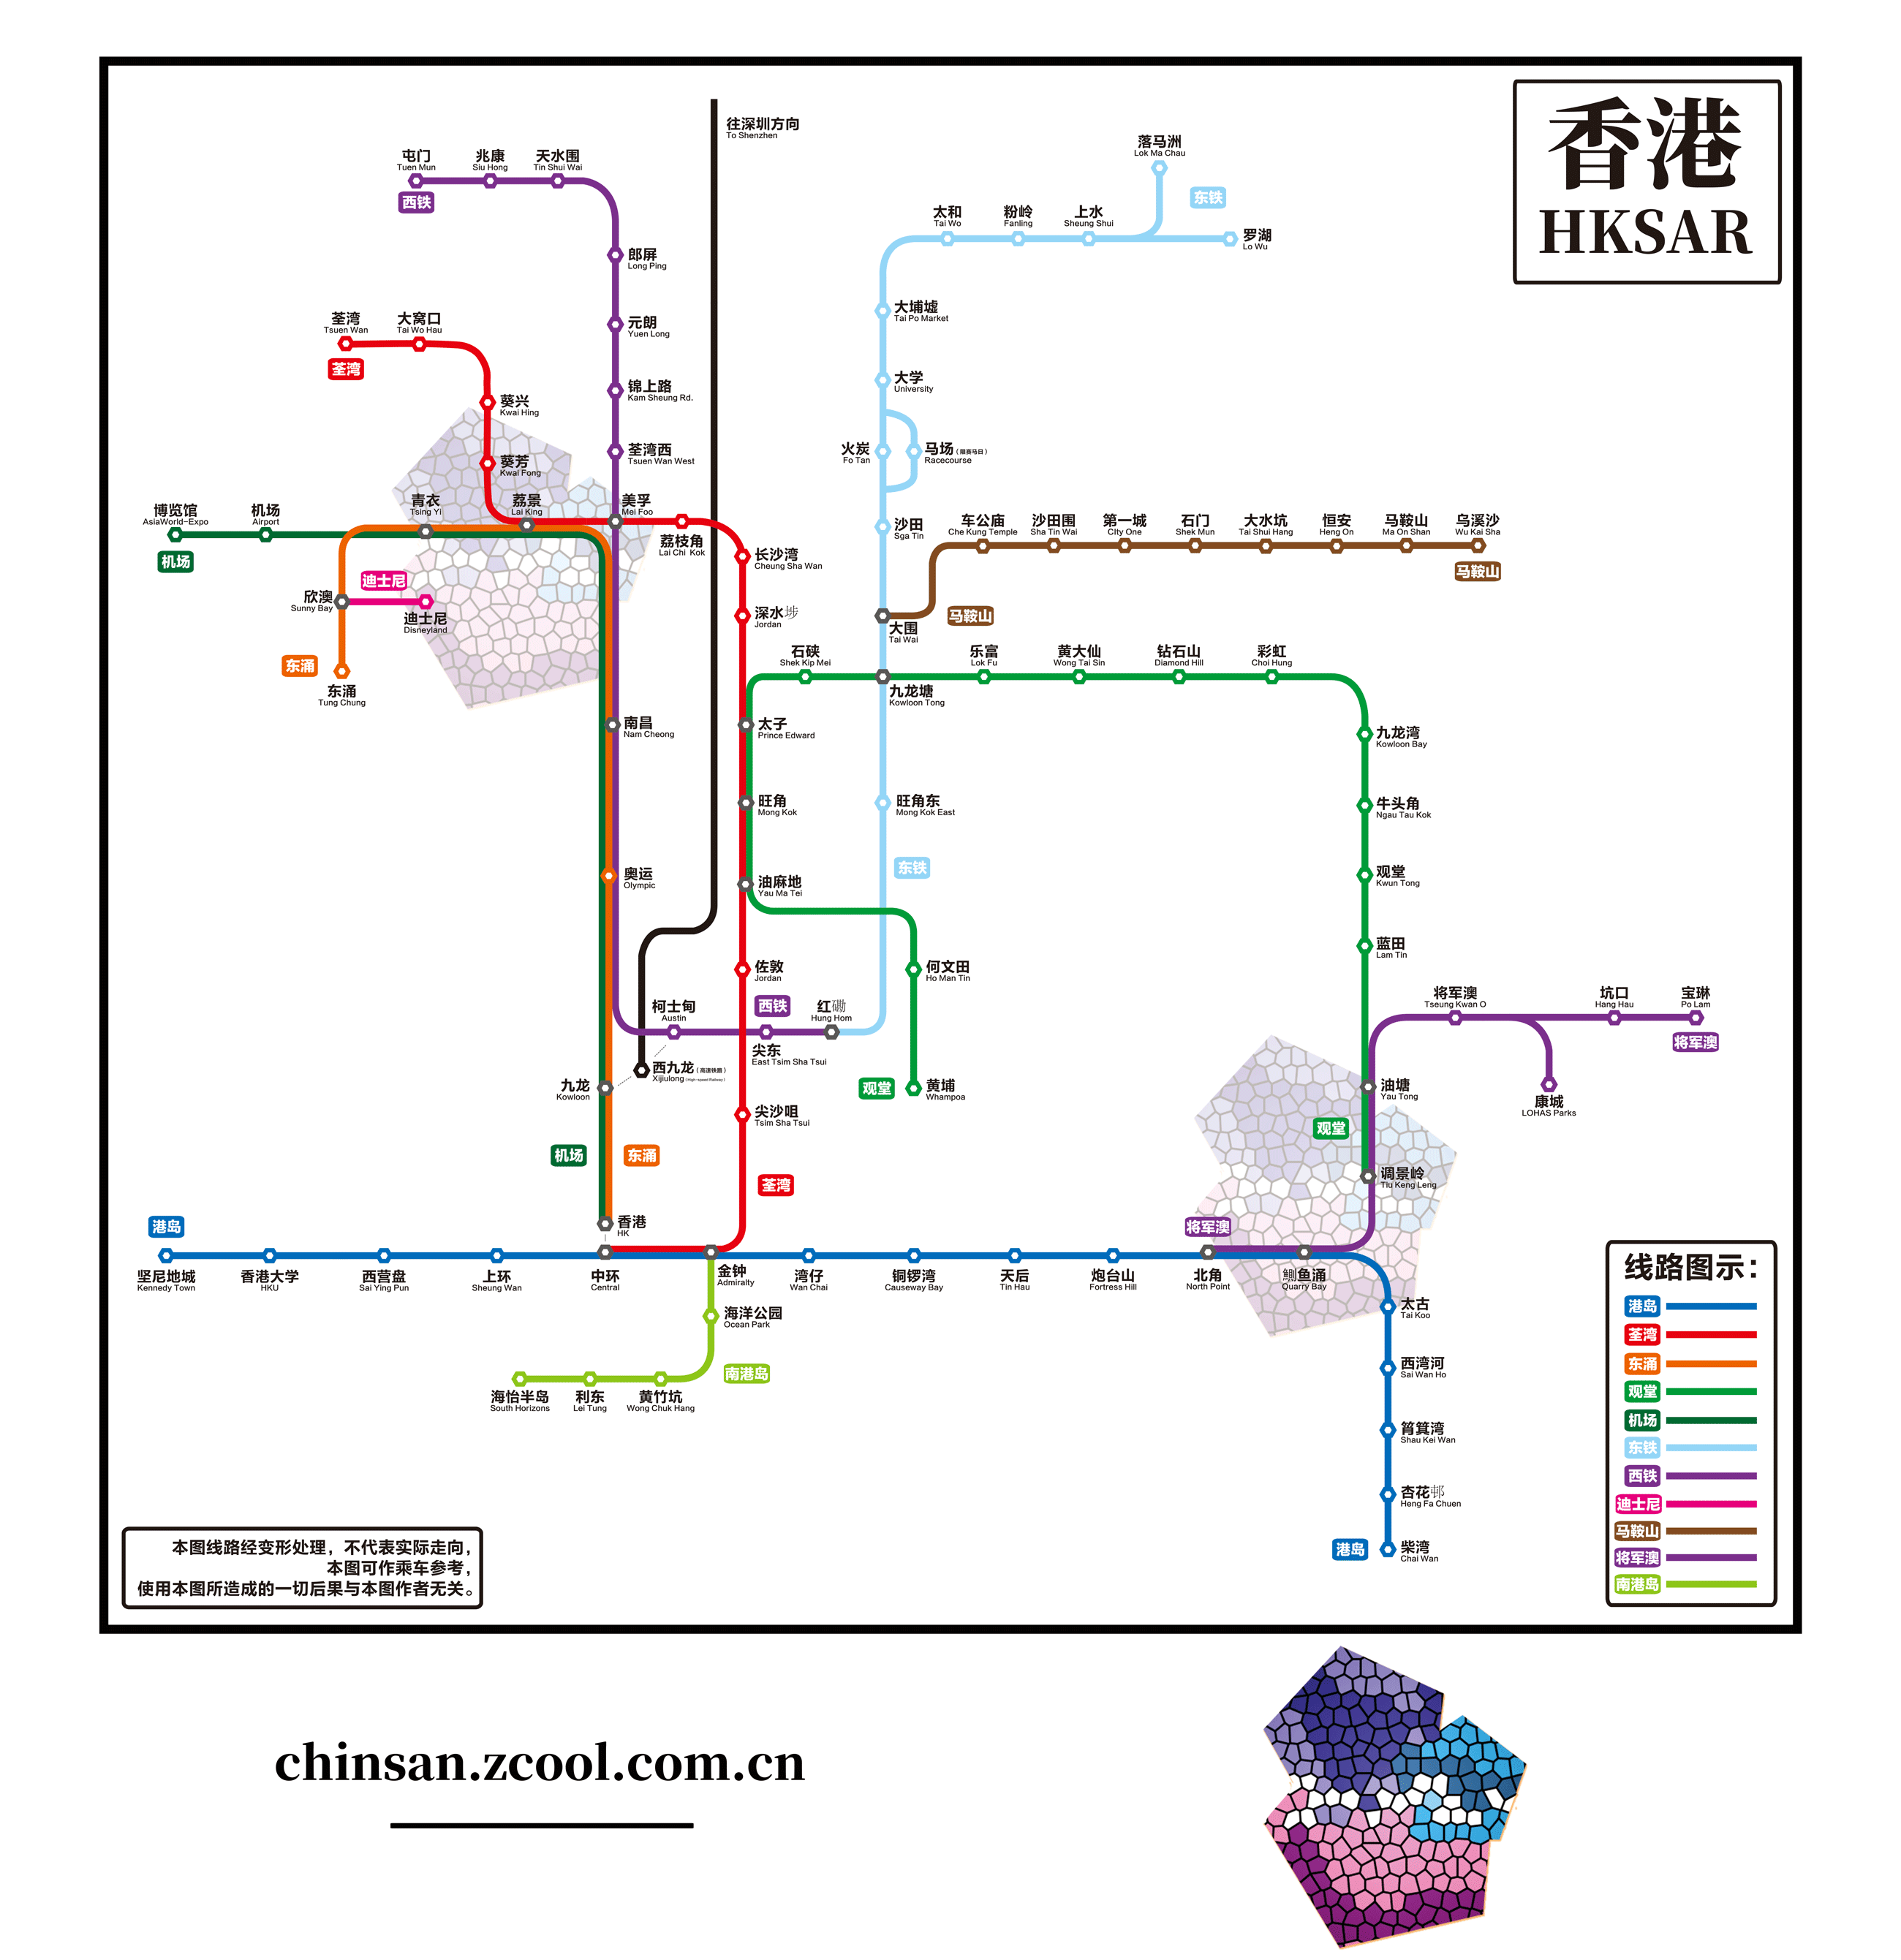 香港
HKSAR
往深圳方向
To Shenzhen
屯门
Tuen Mun
兆康
Siu Hong
天水围
Tin Shui Wai
西铁
落马洲
Lok Ma Chau
东铁
太和
Tai Wo
粉岭
Fanling
上水
Sheung Shui
罗湖
Lo Wu
郎屏
Long Ping
元朗
Yuen Long
锦上路
Kam Sheung Rd.
荃湾西
Tsuen Wan West
荃湾
Tsuen Wan
大窝口
Tai Wo Hau
荃湾
葵兴
Kwai Hing
葵芳
Kwai Fong
大埔墟
Tai Po Market
大学
University
火炭
Fo Tan
马场（限赛马日）
Racecourse
沙田
Sga Tin
博览馆
AsiaWorld-Expo
机场
Airport
机场
青衣
Tsing Yi
荔景
Lai King
美孚
Mei Foo
荔枝角
Lai Chi Kok
长沙湾
Cheung Sha Wan
深水埗
Jordan
车公庙
Che Kung Temple
沙田围
Sha Tin Wai
第一城
City One
石门
Shek Mun
大水坑
Tai Shui Hang
恒安
Heng On
马鞍山
Ma On Shan
乌溪沙
Wu Kai Sha
马鞍山
马鞍山
大围
Tai Wai
迪士尼
欣澳
Sunny Bay
迪士尼
Disneyland
东涌
东涌
Tung Chung
石硖
Shek Kip Mei
九龙塘
Kowloon Tong
乐富
Lok Fu
黄大仙
Wong Tai Sin
钻石山
Diamond Hill
彩虹
Choi Hung
南昌
Nam Cheong
太子
Prince Edward
九龙湾
Kowloon Bay
旺角
Mong Kok
旺角东
Mong Kok East
牛头角
Ngau Tau Kok
东铁
奥运
Olympic
油麻地
Yau Ma Tei
观堂
Kwun Tong
蓝田
Lam Tin
佐敦
Jordan
何文田
Ho Man Tin
柯士甸
Austin
西铁
红磡
Hung Hom
尖东
East Tsim Sha Tsui
将军澳
Tseung Kwan O
坑口
Hang Hau
宝琳
Po Lam
将军澳
西九龙（高速铁路）
Xijiulong (High-speed Railway)
九龙
Kowloon
观堂
黄埔
Whampoa
油塘
Yau Tong
康城
LOHAS Parks
尖沙咀
Tsim Sha Tsui
观堂
机场
东涌
荃湾
调景岭
Tiu Keng Leng
港岛
香港
HK
将军澳
坚尼地城
Kennedy Town
香港大学
HKU
西营盘
Sai Ying Pun
上环
Sheung Wan
中环
Central
金钟
Admiralty
湾仔
Wan Chai
铜锣湾
Causeway Bay
天后
Tin Hau
炮台山
Fortress Hill
北角
North Point
鰂鱼涌
Quarry Bay
太古
Tai Koo
海洋公园
Ocean Park
南港岛
海怡半岛
South Horizons
利东
Lei Tung
黄竹坑
Wong Chuk Hang
西湾河
Sai Wan Ho
筲箕湾
Shau Kei Wan
杏花邨
Heng Fa Chuen
港岛
柴湾
Chai Wan
线路图示：
港岛
荃湾
东涌
观堂
机场
东铁
西铁
迪士尼
马鞍山
将军澳
南港岛
本图线路经变形处理，不代表实际走向，
本图可作乘车参考，
使用本图所造成的一切后果与本图作者无关。
chinsan.zcool.com.cn